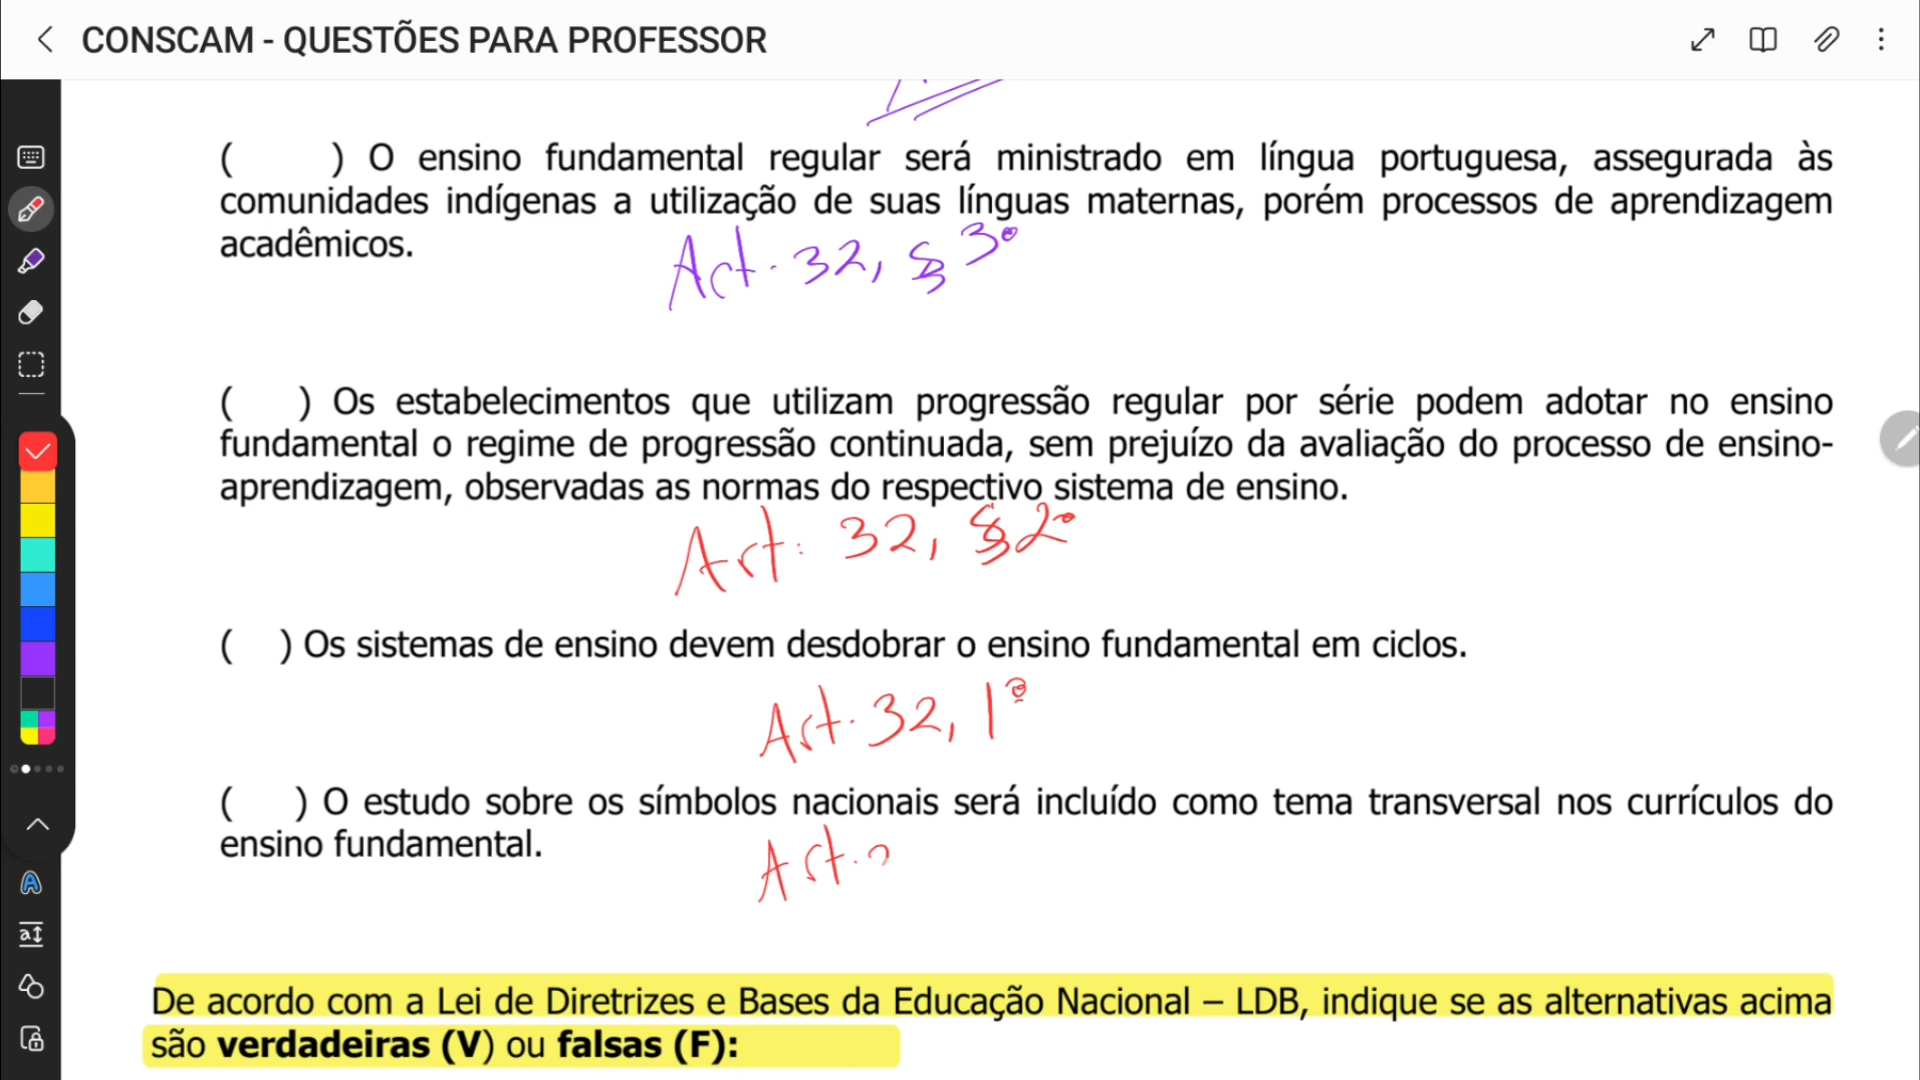 CONSCAM - QUESTÕES PARA PROFESSOR
( ) O ensino fundamental regular será ministrado em língua portuguesa, assegurada às
comunidades indígenas a utilização de suas línguas maternas, porém processos de aprendizagem
acadêmicos.
Art. 32, § 3º
( ) Os estabelecimentos que utilizam progressão regular por série podem adotar no ensino
fundamental o regime de progressão continuada, sem prejuízo da avaliação do processo de ensino-
aprendizagem, observadas as normas do respectivo sistema de ensino.
Art. 32, §2º
( ) Os sistemas de ensino devem desdobrar o ensino fundamental em ciclos.
Art. 32, 1º
( ) O estudo sobre os símbolos nacionais será incluído como tema transversal nos currículos do
ensino fundamental.
Art.
De acordo com a Lei de Diretrizes e Bases da Educação Nacional – LDB, indique se as alternativas acima
são verdadeiras (V) ou falsas (F):